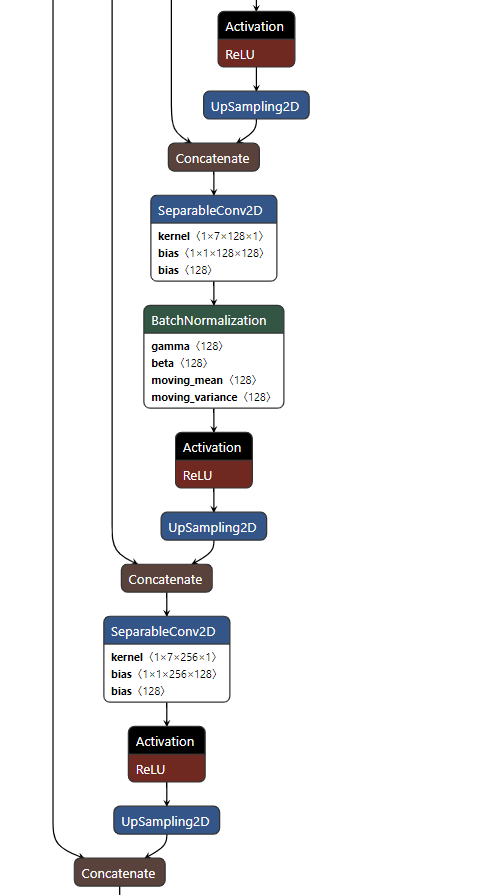 Activation
ReLU
UpSampling2D
Concatenate
SeparableConv2D
kernel〈1×7×128×1〉
bias〈1×1×128×128〉
bias〈128〉
BatchNormalization
gamma〈128〉
beta〈128〉
moving_mean〈128〉
moving_variance〈128〉
Activation
ReLU
UpSampling2D
Concatenate
SeparableConv2D
kernel〈1×7×256×1〉
bias〈1×1×256×128〉
bias〈128〉
Activation
ReLU
UpSampling2D
Concatenate